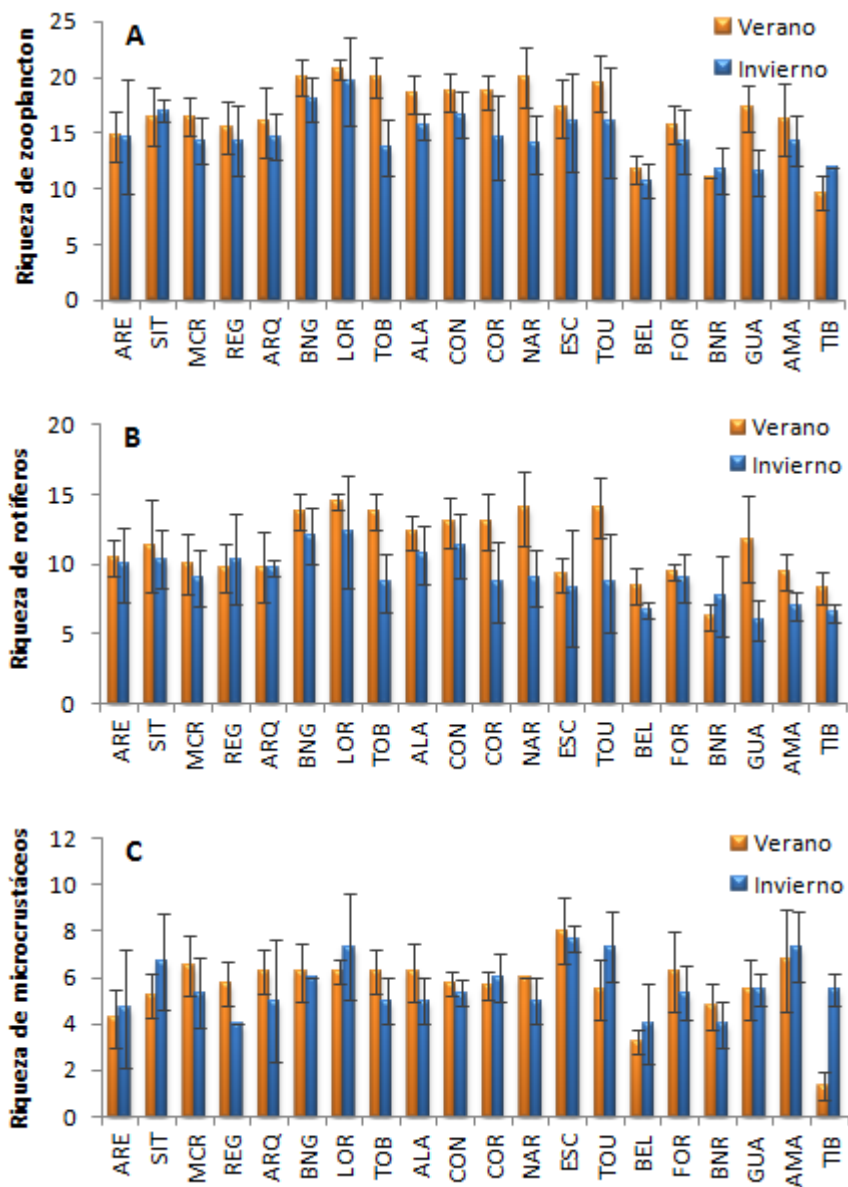 A
Verano
Invierno
Riqueza de zooplancton
25
20
15
10
5
0
ARE SIT MCR REG ARQ BNG LOR TOB ALA CON COR NAR ESC TOU BEL FOR BNR GUA AMA TIB
B
Verano
Invierno
Riqueza de rotíferos
20
15
10
5
0
ARE SIT MCR REG ARQ BNG LOR TOB ALA CON COR NAR ESC TOU BEL FOR BNR GUA AMA TIB
C
Verano
Invierno
Riqueza de microcrustáceos
12
10
8
6
4
2
0
ARE SIT MCR REG ARQ BNG LOR TOB ALA CON COR NAR ESC TOU BEL FOR BNR GUA AMA TIB